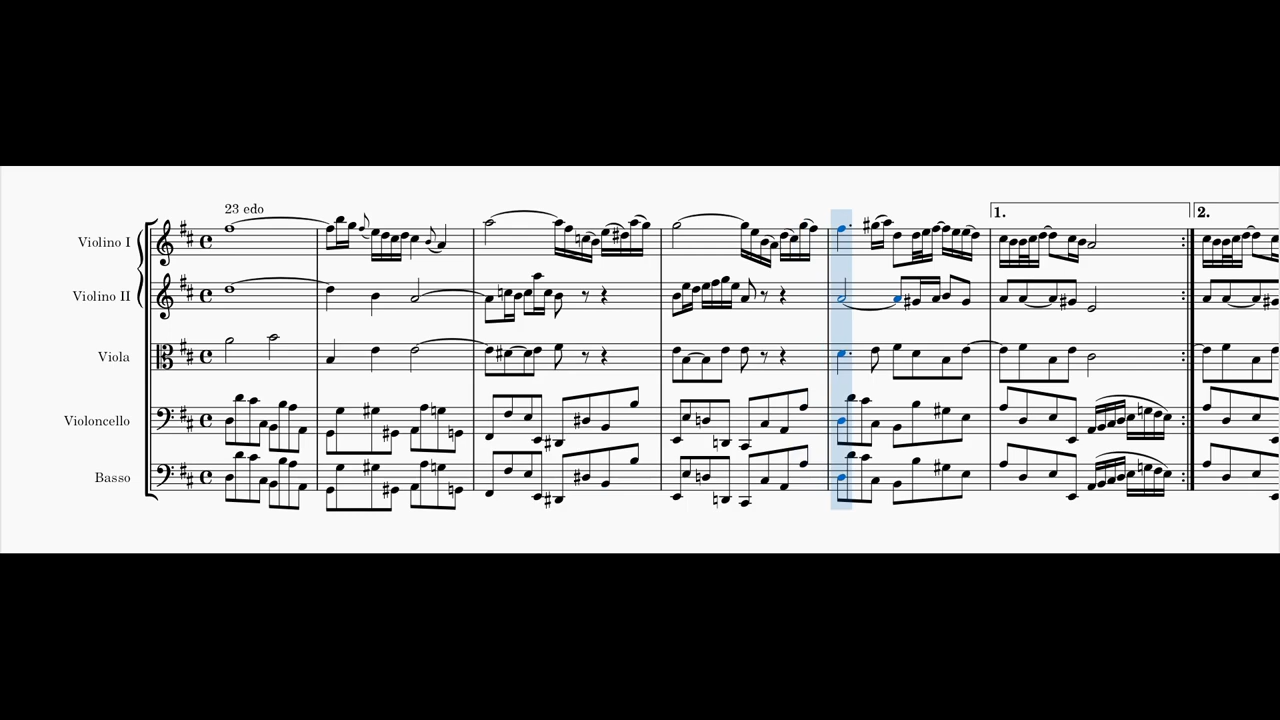 23 edo
1.
2.
Violino I
Violino II
Viola
Violoncello
Basso